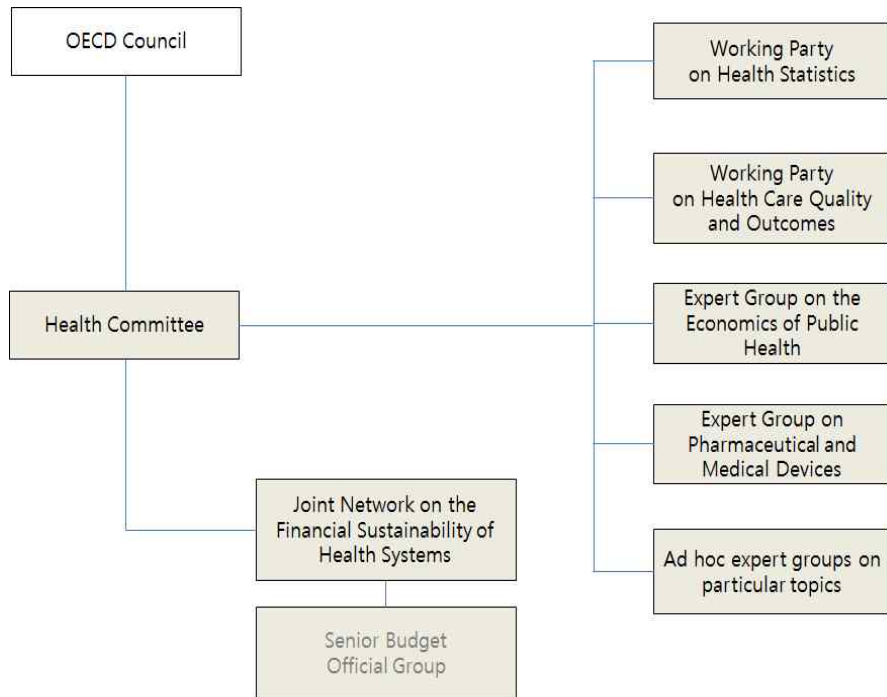 OECD Council
Health Committee
Joint Network on the
Financial Sustainability of
Health Systems
Senior Budget
Official Group
Working Party
on Health Statistics
Working Party
on Health Care Quality
and Outcomes
Expert Group on the
Economics of Public
Health
Expert Group on
Pharmaceutical and
Medical Devices
Ad hoc expert groups on
particular topics